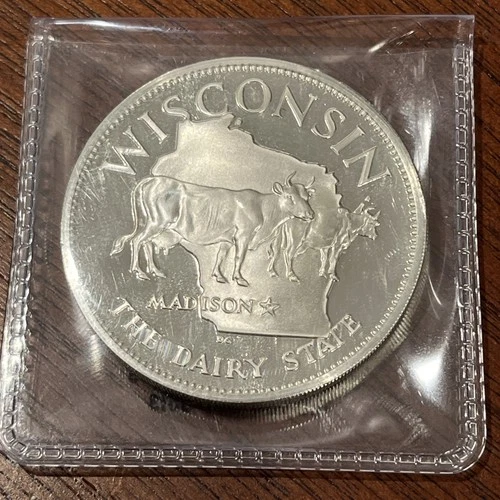 WISCONSIN
MADISON
THE DAIRY STATE